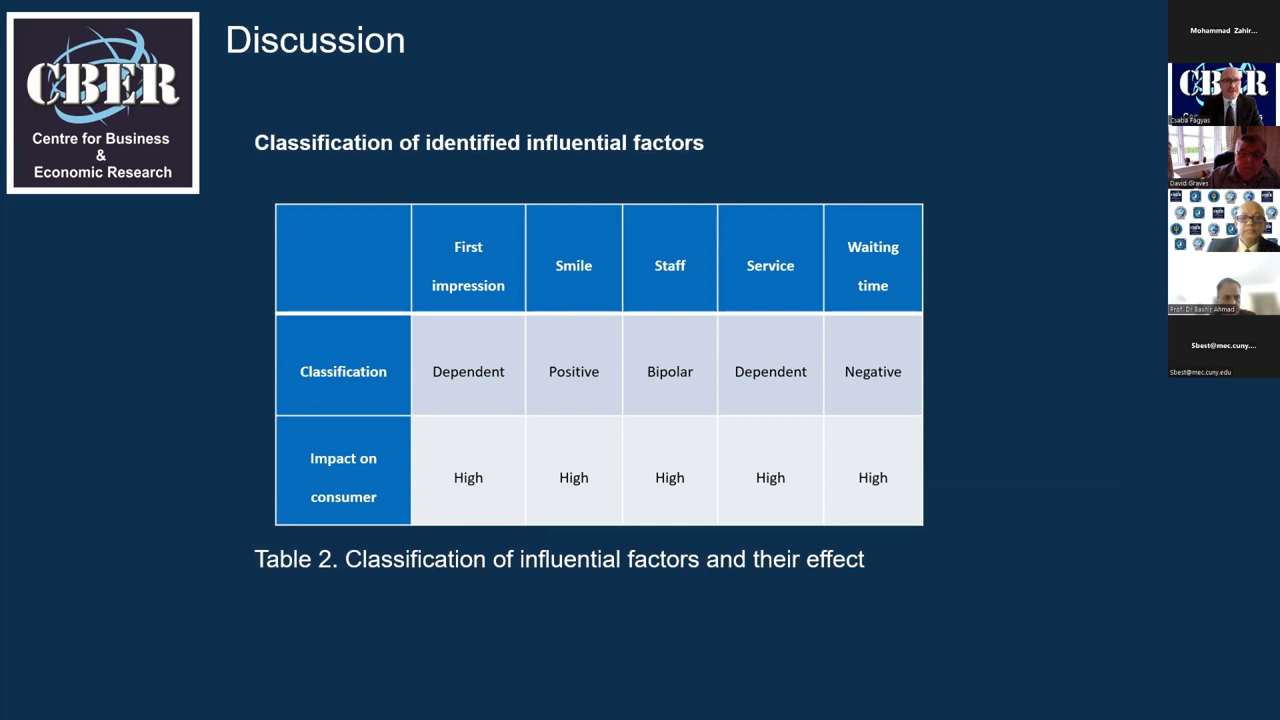 CBER
Centre for Business
&
Economic Research
Discussion
Classification of identified influential factors
First
impression
Smile
Staff
Service
Waiting
time
Classification
Dependent
Positive
Bipolar
Dependent
Negative
Impact on
consumer
High
High
High
High
High
Table 2. Classification of influential factors and their effect
Mohammad Zahir...
CBER
Csaba Fagyas
David Graves
Prof. Dr Bashir Ahmad
Sbest@mec.cuny....
Sbest@mec.cuny.edu